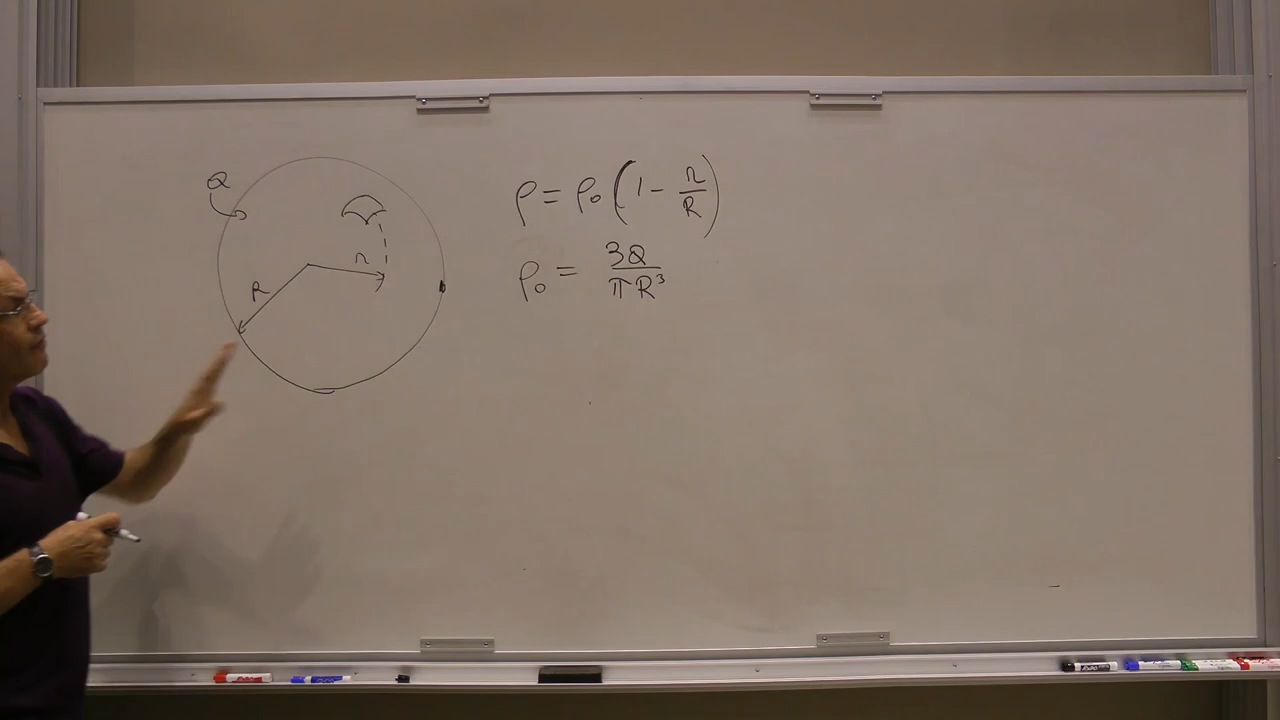 Q
ρ = ρ₀ (1 - r/R)
r
R
ρ₀ = 3Q/πR³